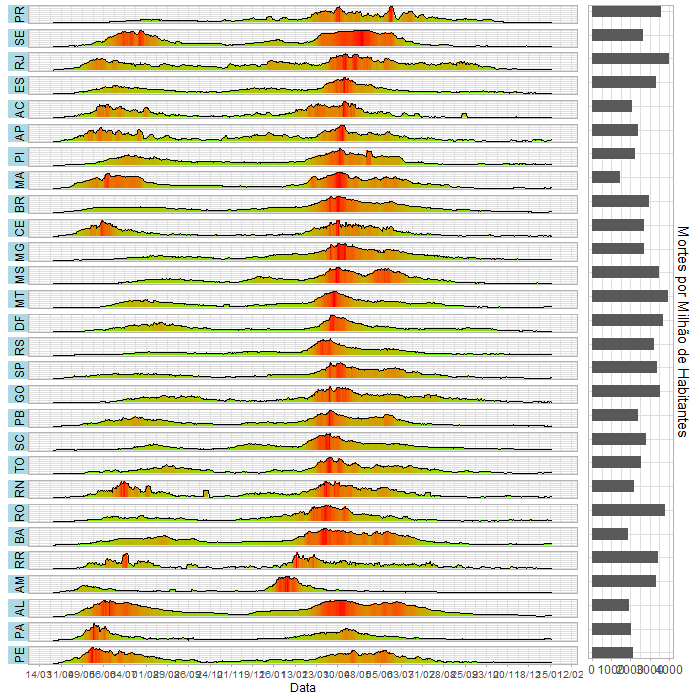 PR
SE
RJ
ES
AC
AP
PI
MA
BR
CE
MG
MS
MT
DF
RS
SP
GO
PB
SC
TO
RN
RO
BA
RR
AM
AL
PA
PE
14/03
Data
0 1000 2000 3000 4000
Mortes por Milhão de Habitantes